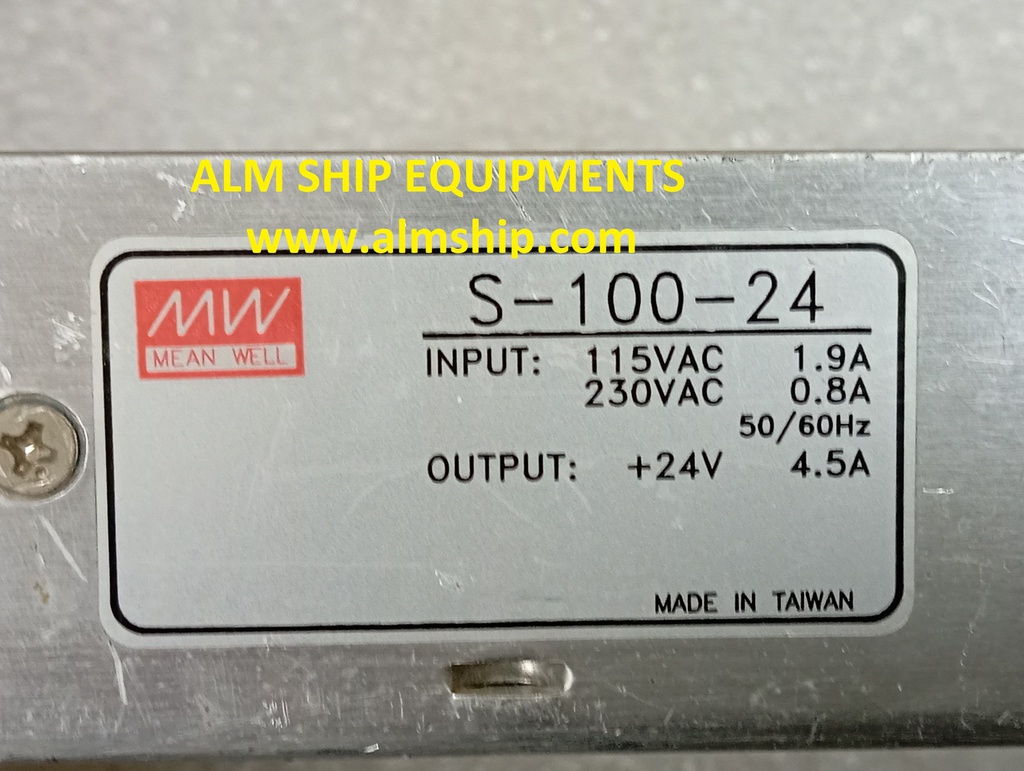 ALM SHIP EQUIPMENTS
www.almship.com
MW
MEAN WELL
S-100-24
INPUT: 115VAC 1.9A
230VAC 0.8A
50/60Hz
OUTPUT: +24V 4.5A
MADE IN TAIWAN